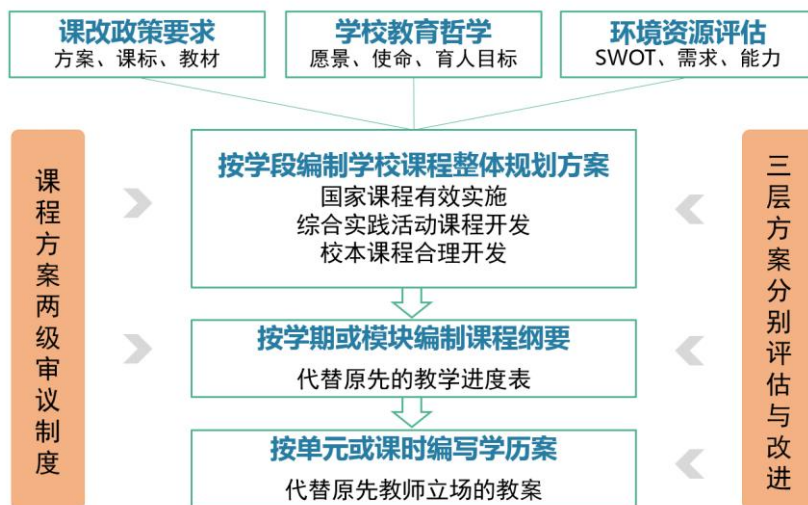 课改政策要求
方案、课标、教材
学校教育哲学
愿景、使命、育人目标
环境资源评估
SWOT、需求、能力
课程方案两级审议制度
按学段编制学校课程整体规划方案
国家课程有效实施
综合实践活动课程开发
校本课程合理开发
按学期或模块编制课程纲要
代替原先的教学进度表
按单元或课时编写学历案
代替原先教师立场的教案
三层方案分别评估与改进